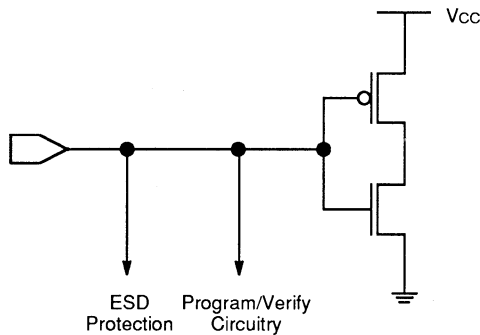 VCC
ESD
Protection
Program/Verify
Circuitry